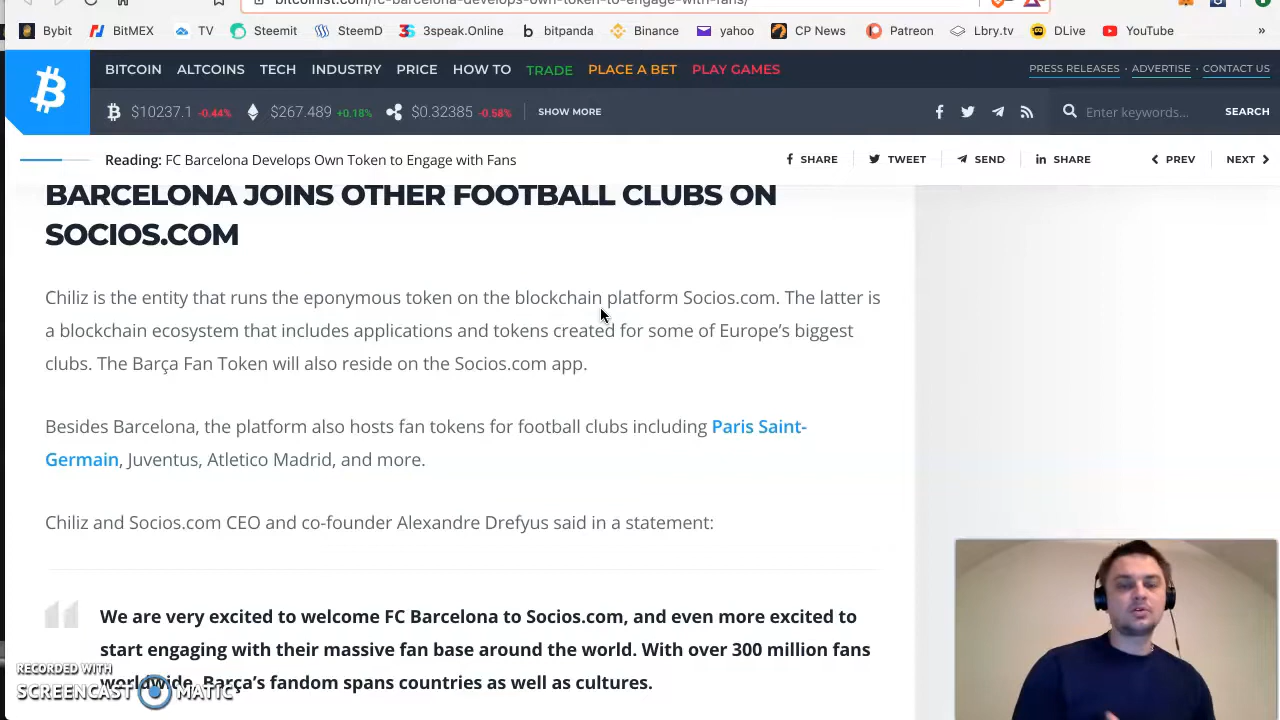 bitcoinist.com/fc-barcelona-develops-own-token-to-engage-with-fans/
Bybit BitMEX TV Steemit SteemD 3speak.Online bitpanda Binance yahoo CP News Patreon Lbry.tv DLive YouTube »
BITCOIN ALTCOINS TECH INDUSTRY PRICE HOW TO TRADE PLACE A BET PLAY GAMES PRESS RELEASES · ADVERTISE · CONTACT US
$10237.1 -0.44% $267.489 +0.18% $0.32385 -0.58% SHOW MORE Enter keywords... SEARCH
Reading: FC Barcelona Develops Own Token to Engage with Fans SHARE TWEET SEND SHARE PREV NEXT
BARCELONA JOINS OTHER FOOTBALL CLUBS ON
SOCIOS.COM
Chiliz is the entity that runs the eponymous token on the blockchain platform Socios.com. The latter is
a blockchain ecosystem that includes applications and tokens created for some of Europe's biggest
clubs. The Barça Fan Token will also reside on the Socios.com app.
Besides Barcelona, the platform also hosts fan tokens for football clubs including Paris Saint-
Germain, Juventus, Atletico Madrid, and more.
Chiliz and Socios.com CEO and co-founder Alexandre Drefyus said in a statement:
We are very excited to welcome FC Barcelona to Socios.com, and even more excited to
start engaging with their massive fan base around the world. With over 300 million fans
worldwide, Barça's fandom spans countries as well as cultures.
RECORDED WITH
SCREENCAST MATIC